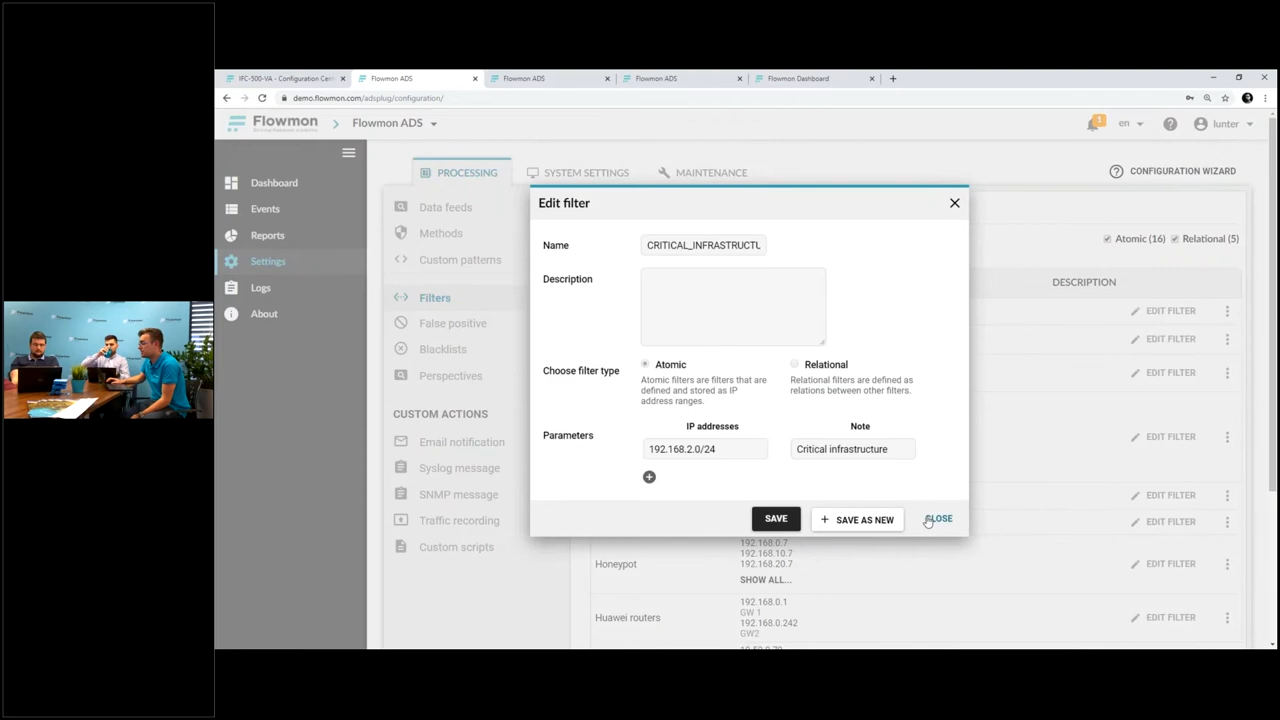 IFC-500-VA - Configuration Cen
Flowmon ADS
Flowmon ADS
Flowmon ADS
Flowmon Dashboard
demo.flowmon.com/adsplug/configuration/
Flowmon
Flowmon ADS
1
en
lunter
Dashboard
Events
Reports
Settings
Logs
About
PROCESSING
SYSTEM SETTINGS
MAINTENANCE
CONFIGURATION WIZARD
Data feeds
Methods
Custom patterns
Filters
False positive
Blacklists
Perspectives
CUSTOM ACTIONS
Email notification
Syslog message
SNMP message
Traffic recording
Custom scripts
Atomic (16)
Relational (5)
DESCRIPTION
EDIT FILTER
EDIT FILTER
EDIT FILTER
EDIT FILTER
EDIT FILTER
EDIT FILTER
Edit filter
Name
CRITICAL_INFRASTRUCTU
Description
Choose filter type
Atomic
Atomic filters are filters that are
defined and stored as IP
address ranges.
Relational
Relational filters are defined as
relations between other filters.
Parameters
IP addresses
Note
192.168.2.0/24
Critical infrastructure
SAVE
SAVE AS NEW
CLOSE
Honeypot
192.168.0.7
192.168.10.7
192.168.20.7
SHOW ALL...
EDIT FILTER
Huawei routers
192.168.0.1
GW 1
192.168.0.242
GW2
EDIT FILTER